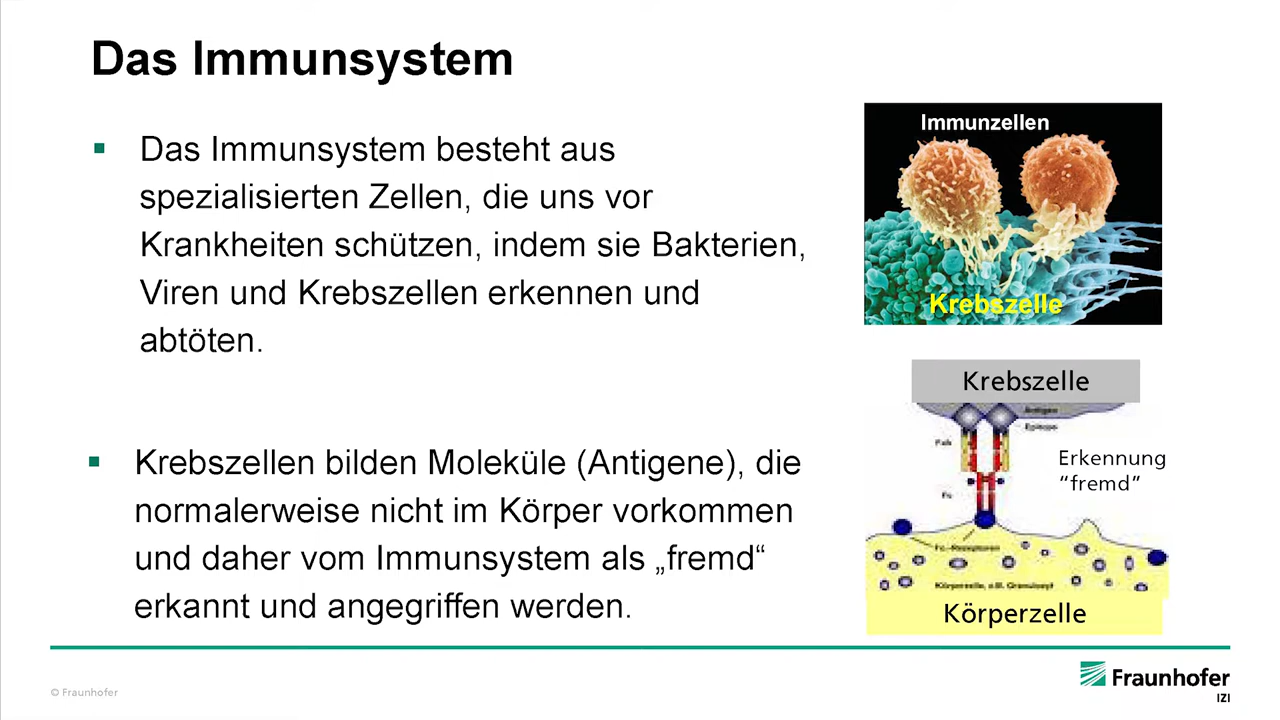 Das Immunsystem
Das Immunsystem besteht aus
spezialisierten Zellen, die uns vor
Krankheiten schützen, indem sie Bakterien,
Viren und Krebszellen erkennen und
abtöten.
Krebszellen bilden Moleküle (Antigene), die
normalerweise nicht im Körper vorkommen
und daher vom Immunsystem als „fremd“
erkannt und angegriffen werden.
Immunzellen
Krebszelle
Krebszelle
Antigen
Epitope
Fab
Erkennung
“fremd”
Fc
Fc-Rezeptoren
Körperzelle, z.B. Granulozyt
Körperzelle
© Fraunhofer
Fraunhofer
IZI